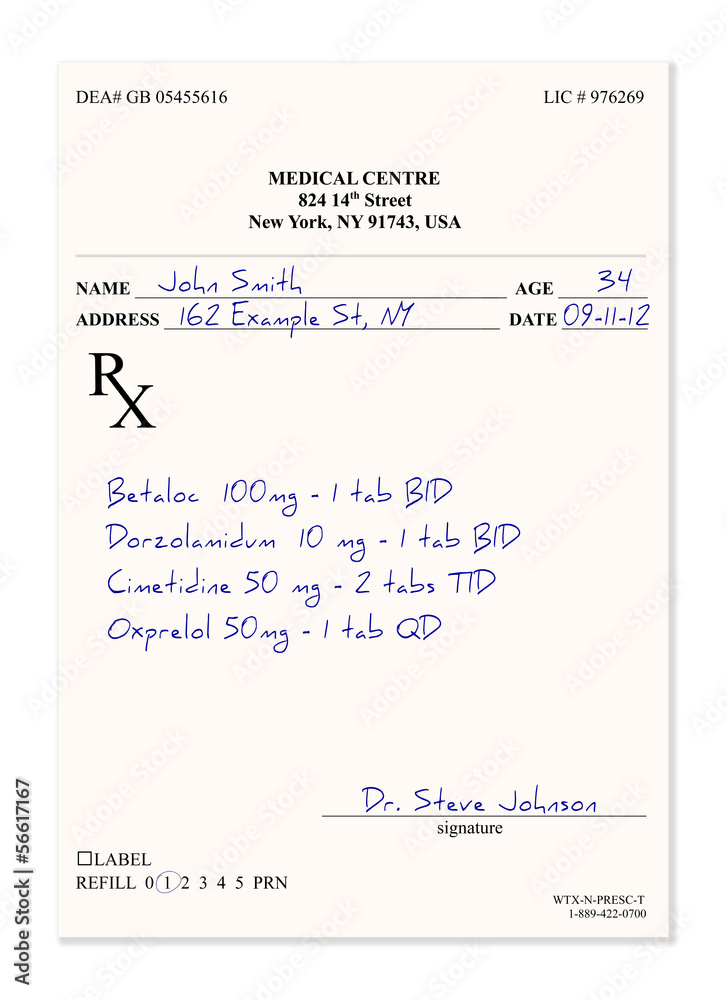 DEA# GB 05455616 LIC # 976269
MEDICAL CENTRE
824 14th Street
New York, NY 91743, USA
NAME John Smith AGE 34
ADDRESS 162 Example St, NY DATE 09-11-12
Rx
Betaloc 100mg - 1 tab BID
Dorzolamidum 10 mg - 1 tab BID
Cimetidine 50 mg - 2 tabs TID
Oxprelol 50mg - 1 tab QD
Dr. Steve Johnson
signature
☐LABEL
REFILL 0 1 2 3 4 5 PRN
WTX-N-PRESC-T
1-889-422-0700
Adobe Stock | #56617167